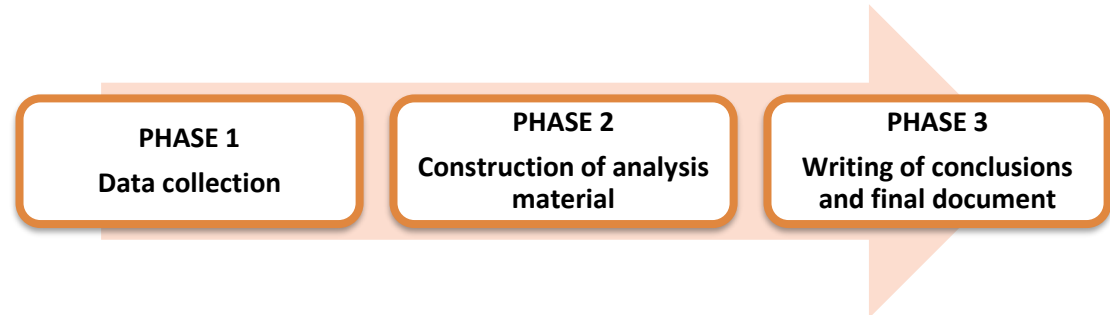 PHASE 1
Data collection
PHASE 2
Construction of analysis
material
PHASE 3
Writing of conclusions
and final document